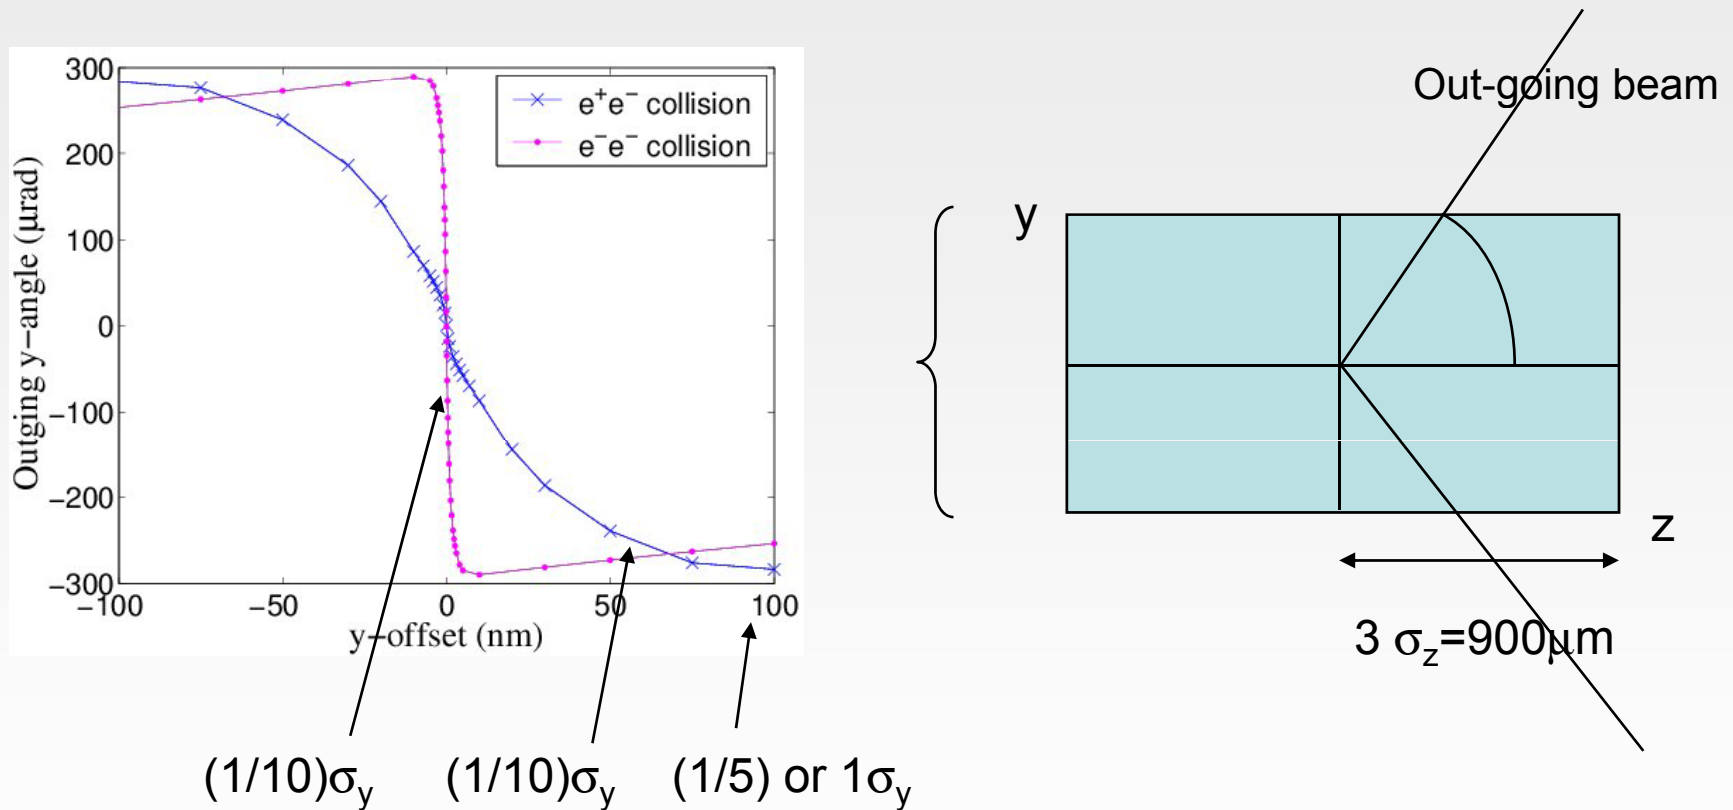 300
200
100
0
−100
−200
−300
Outging y−angle (μrad)
e⁺e⁻ collision
e⁻e⁻ collision
−100
−50
0
50
100
y−offset (nm)
(1/10)σy
(1/10)σy
(1/5) or 1σy
Out-going beam
y
z
3 σz=900μm